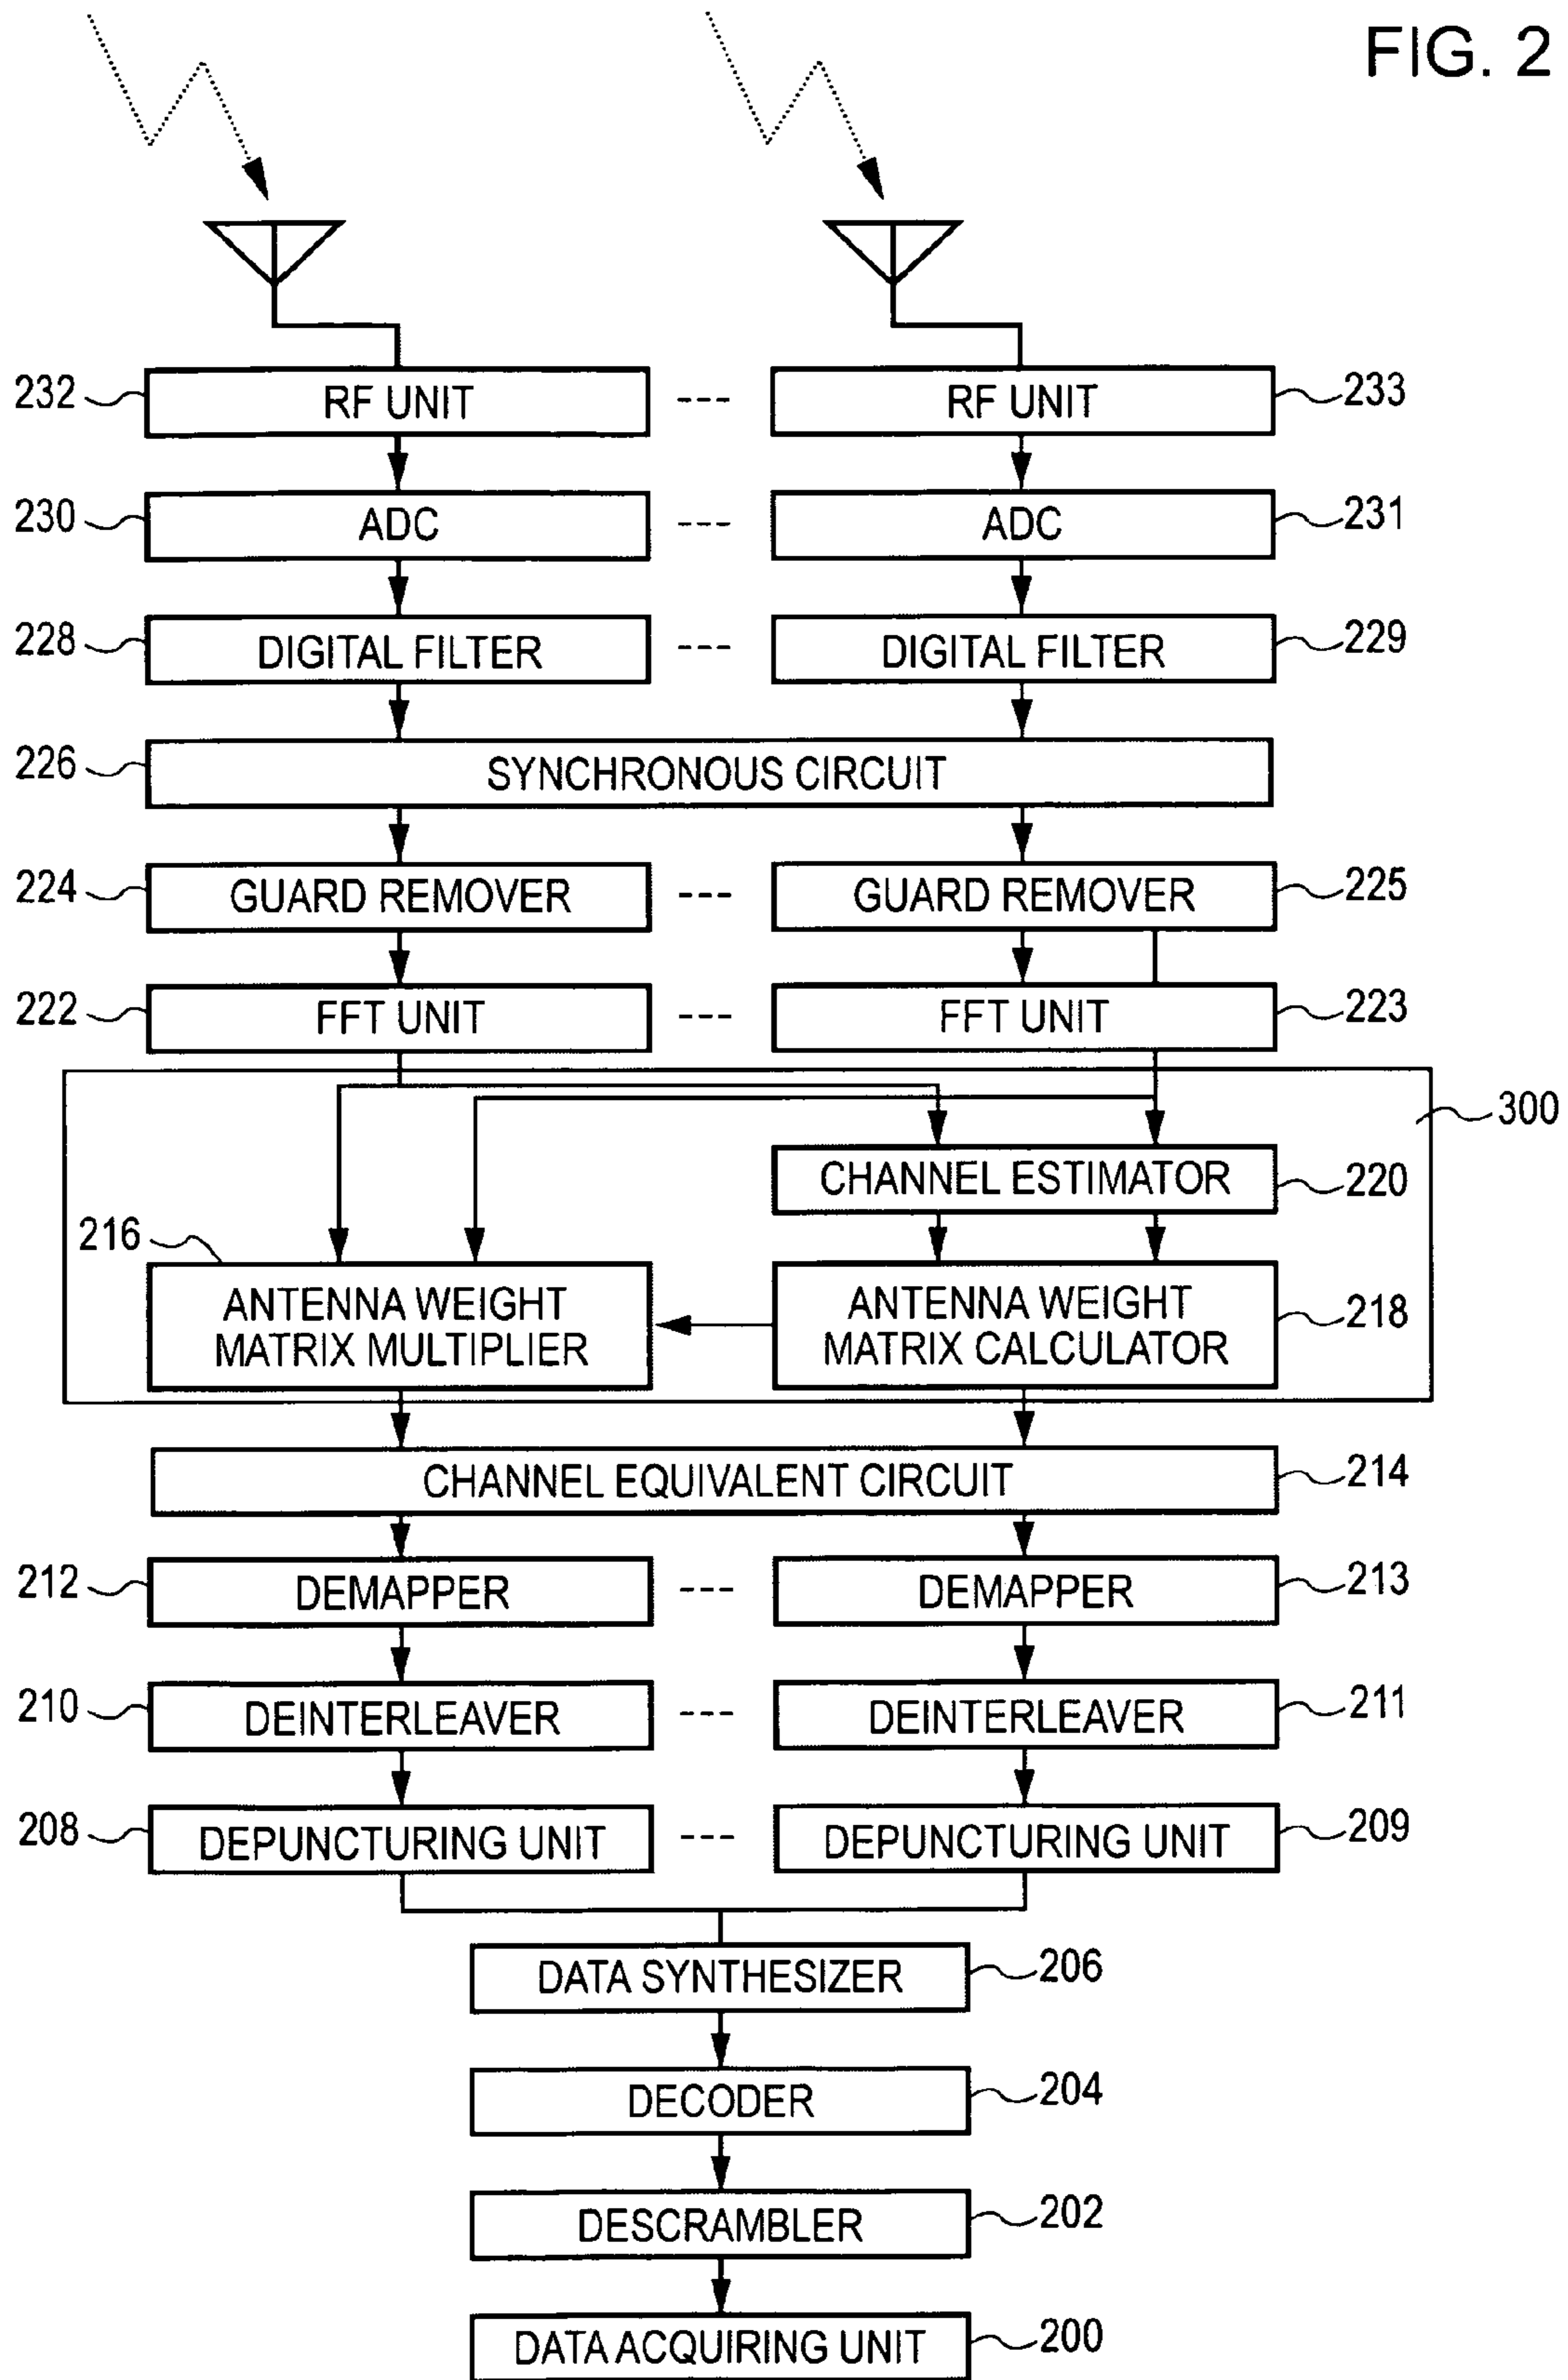 FIG. 2
232 RF UNIT --- RF UNIT 233
230 ADC --- ADC 231
228 DIGITAL FILTER --- DIGITAL FILTER 229
226 SYNCHRONOUS CIRCUIT
224 GUARD REMOVER --- GUARD REMOVER 225
222 FFT UNIT --- FFT UNIT 223
300
CHANNEL ESTIMATOR 220
216
ANTENNA WEIGHT
MATRIX MULTIPLIER
ANTENNA WEIGHT
MATRIX CALCULATOR
218
CHANNEL EQUIVALENT CIRCUIT 214
212 DEMAPPER --- DEMAPPER 213
210 DEINTERLEAVER --- DEINTERLEAVER 211
208 DEPUNCTURING UNIT --- DEPUNCTURING UNIT 209
DATA SYNTHESIZER 206
DECODER 204
DESCRAMBLER 202
DATA ACQUIRING UNIT 200